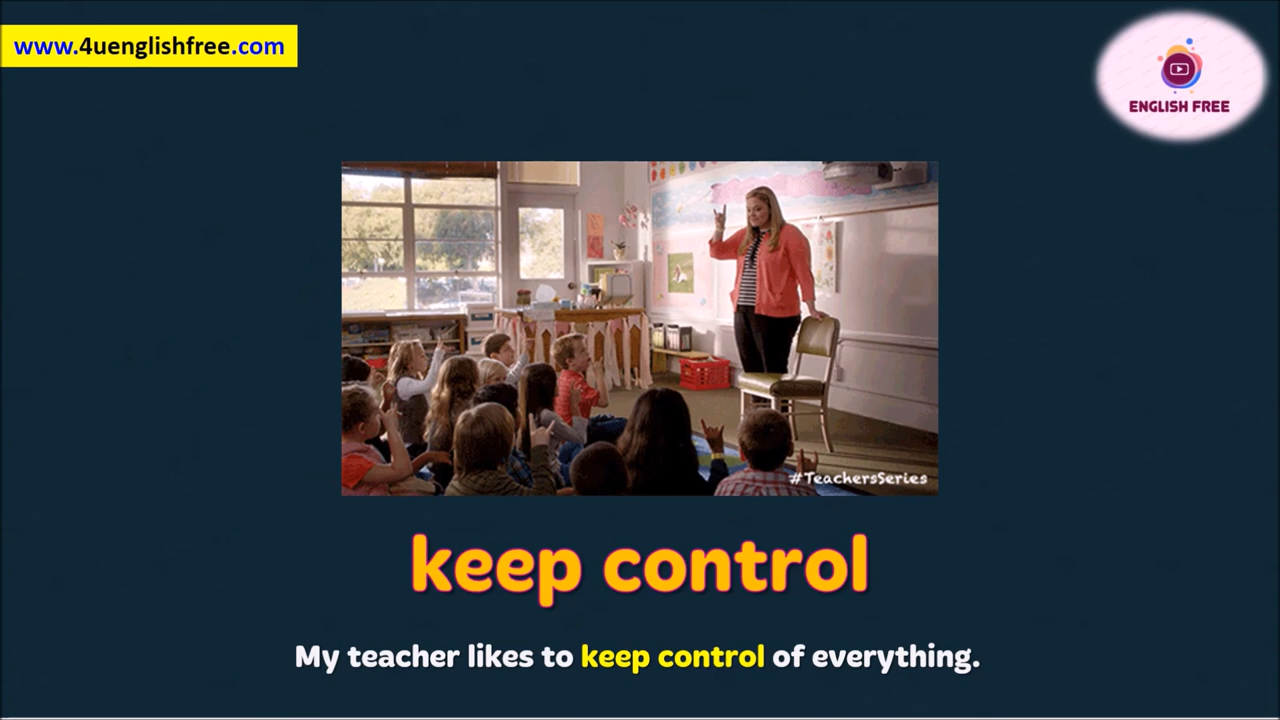 www.4uenglishfree.com
ENGLISH FREE
#TeachersSeries
keep control
My teacher likes to keep control of everything.